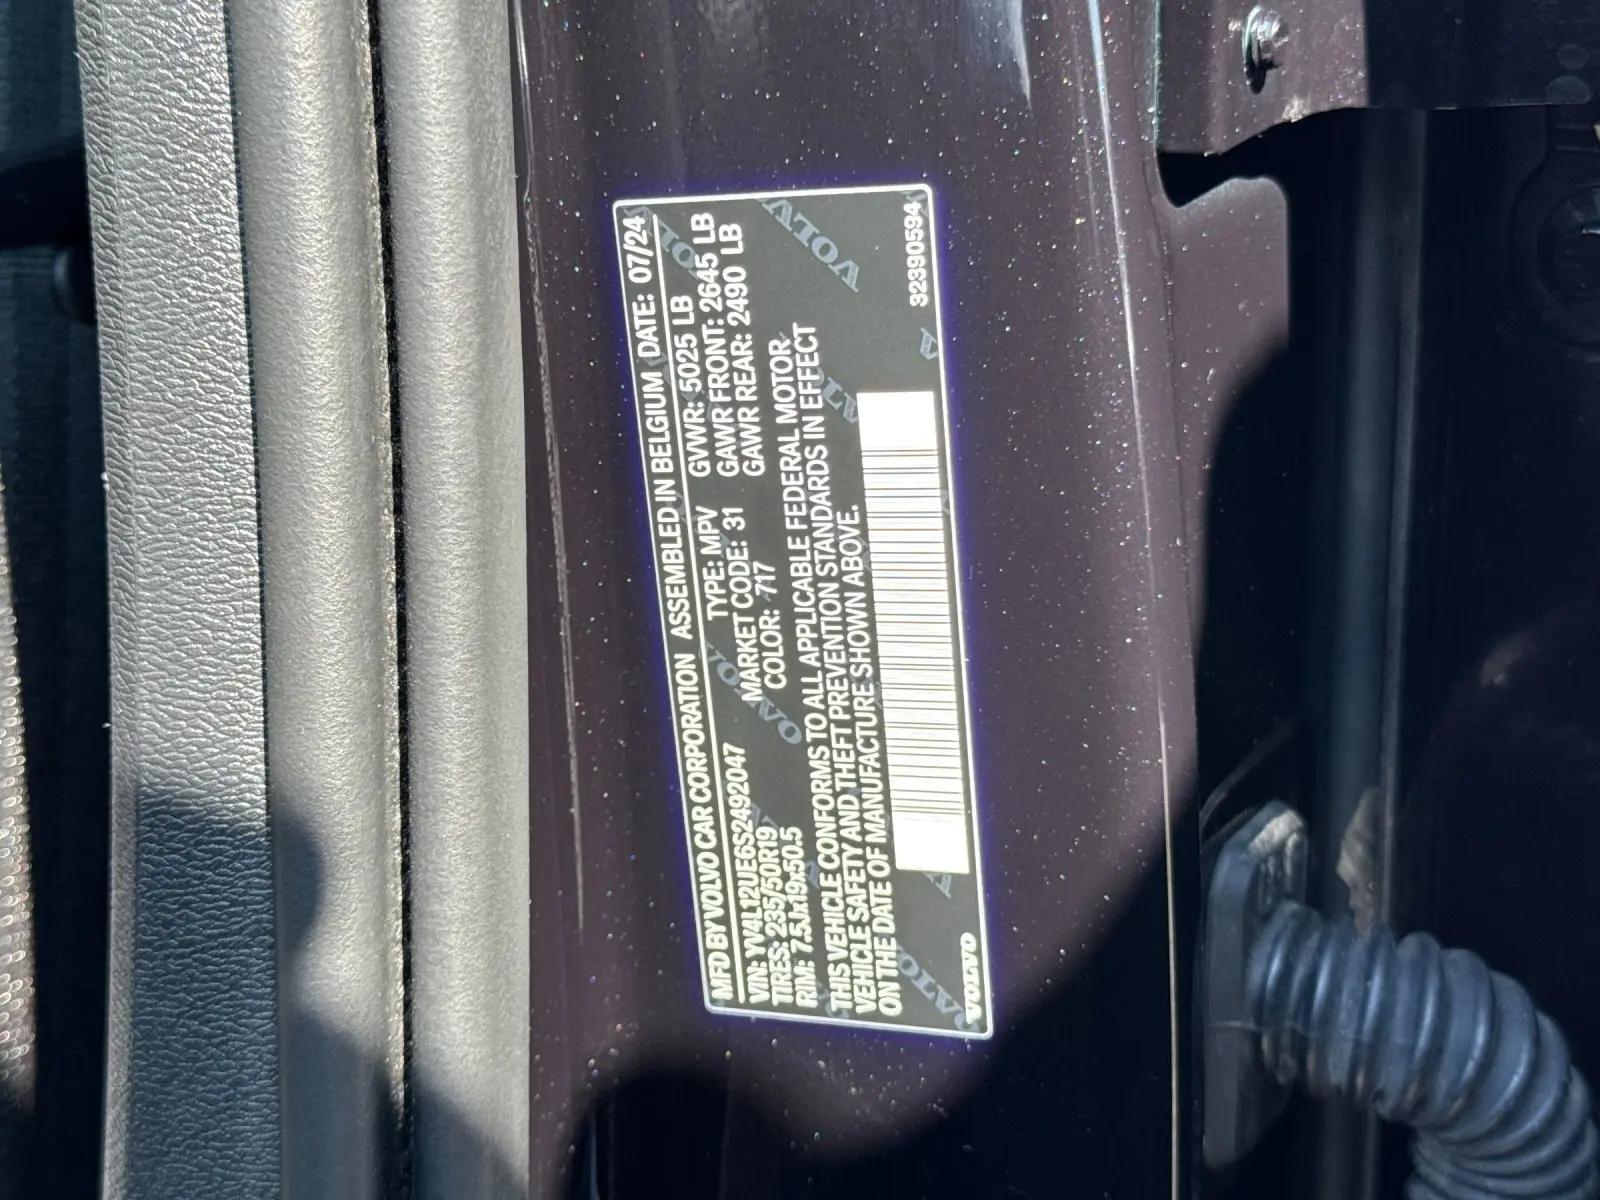 MFD BY VOLVO CAR CORPORATION ASSEMBLED IN BELGIUM DATE: 07/24
VIN: YV4L12UE6S2492047 TYPE: MPV GVWR: 5025 LB
TIRES: 235/50R19 MARKET CODE: 31 GAWR FRONT: 2645 LB
RIM: 7.5Jx19x50.5 COLOR: 717 GAWR REAR: 2490 LB
THIS VEHICLE CONFORMS TO ALL APPLICABLE FEDERAL MOTOR
VEHICLE SAFETY AND THEFT PREVENTION STANDARDS IN EFFECT
ON THE DATE OF MANUFACTURE SHOWN ABOVE.
VOLVO 32390594